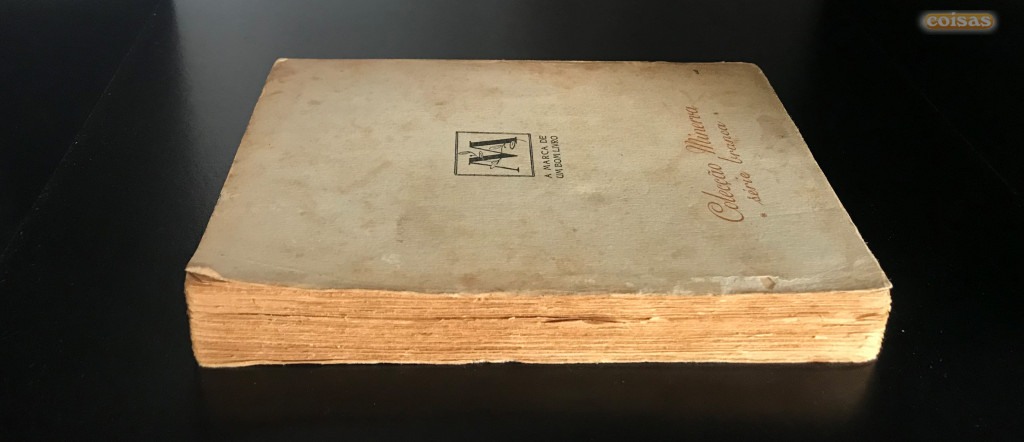 coisas
Colecção Minerva
• série branca •
M
A MARCA DE
UM BOM LIVRO